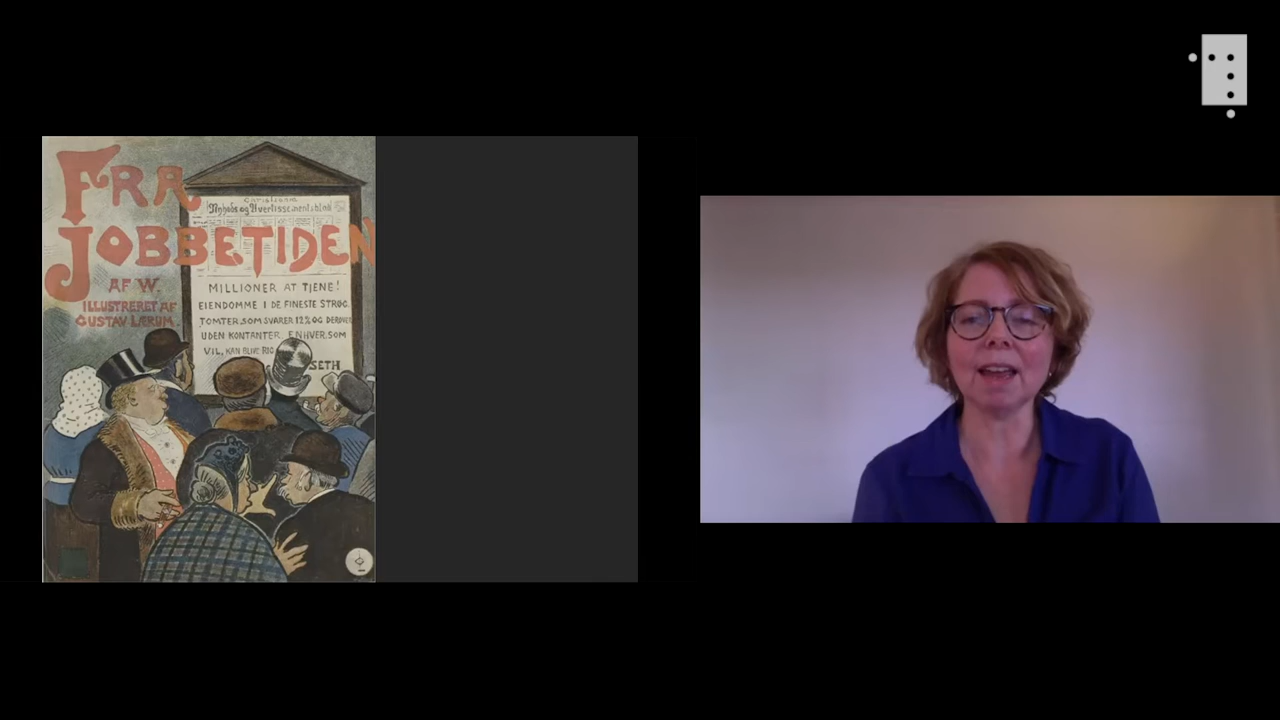 FRA
JOBBETIDEN
AF W.
ILLUSTRERET AF
GUSTAV LÆRUM.
Christiania
Nyheds og Avertissementsblad
MILLIONER AT TJENE!
EIENDOMME I DE FINESTE STRØG.
TOMTER, SOM SVARER 12% OG DEROVER
UDEN KONTANTER. ENHVER, SOM
VIL, KAN BLIVE RIG
SETH